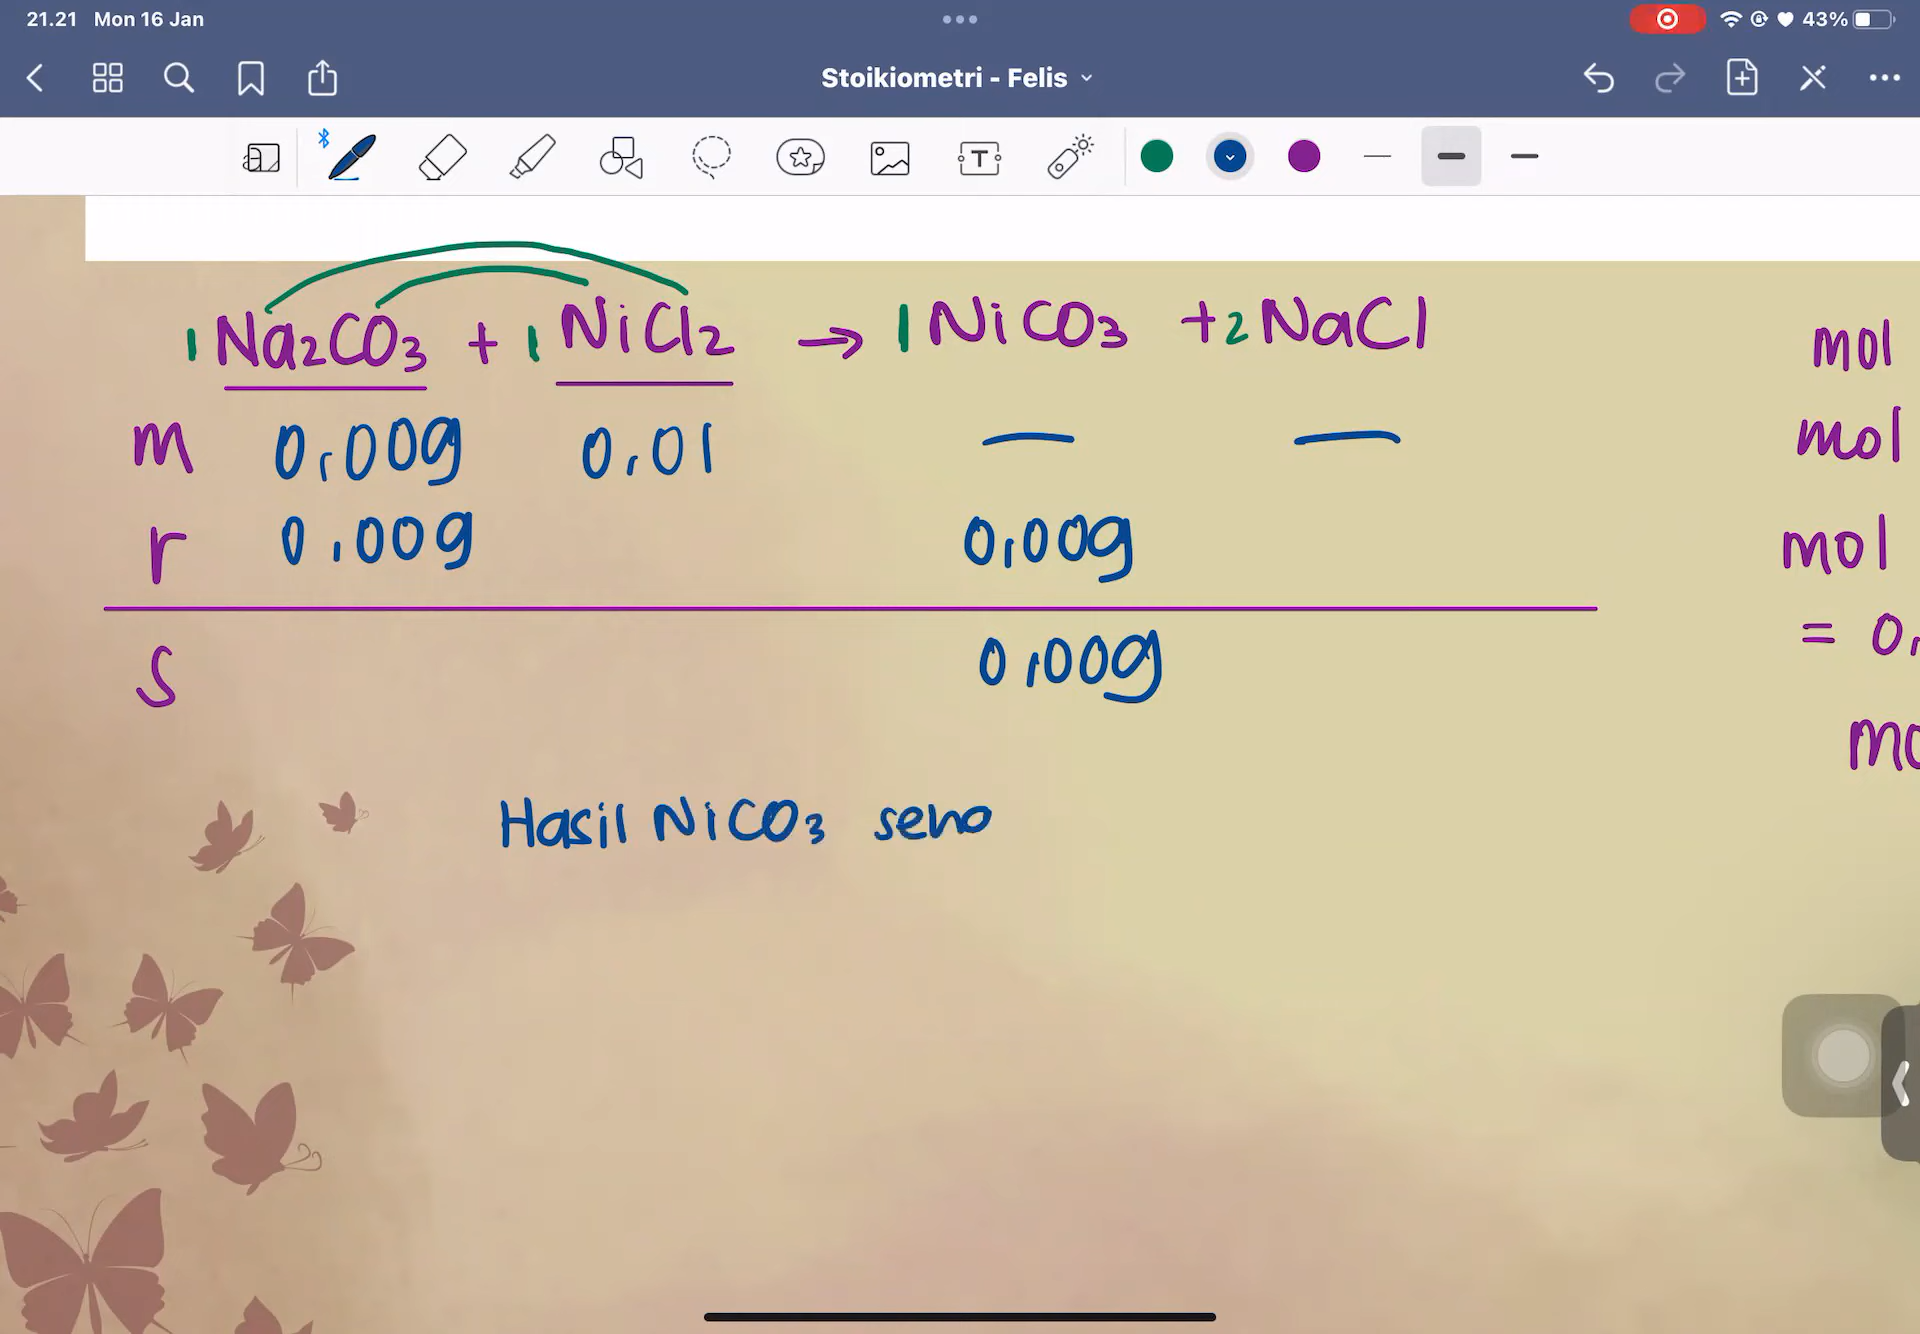 21.21 Mon 16 Jan 43%
Stoikiometri - Felis
1 Na2CO3 + 1 NiCl2 → 1 NiCO3 + 2 NaCl
m 0,009 0,01 — —
r 0,009 0,009
s 0,009
Hasil NiCO3
mol
mol
mol
= 0,
mo